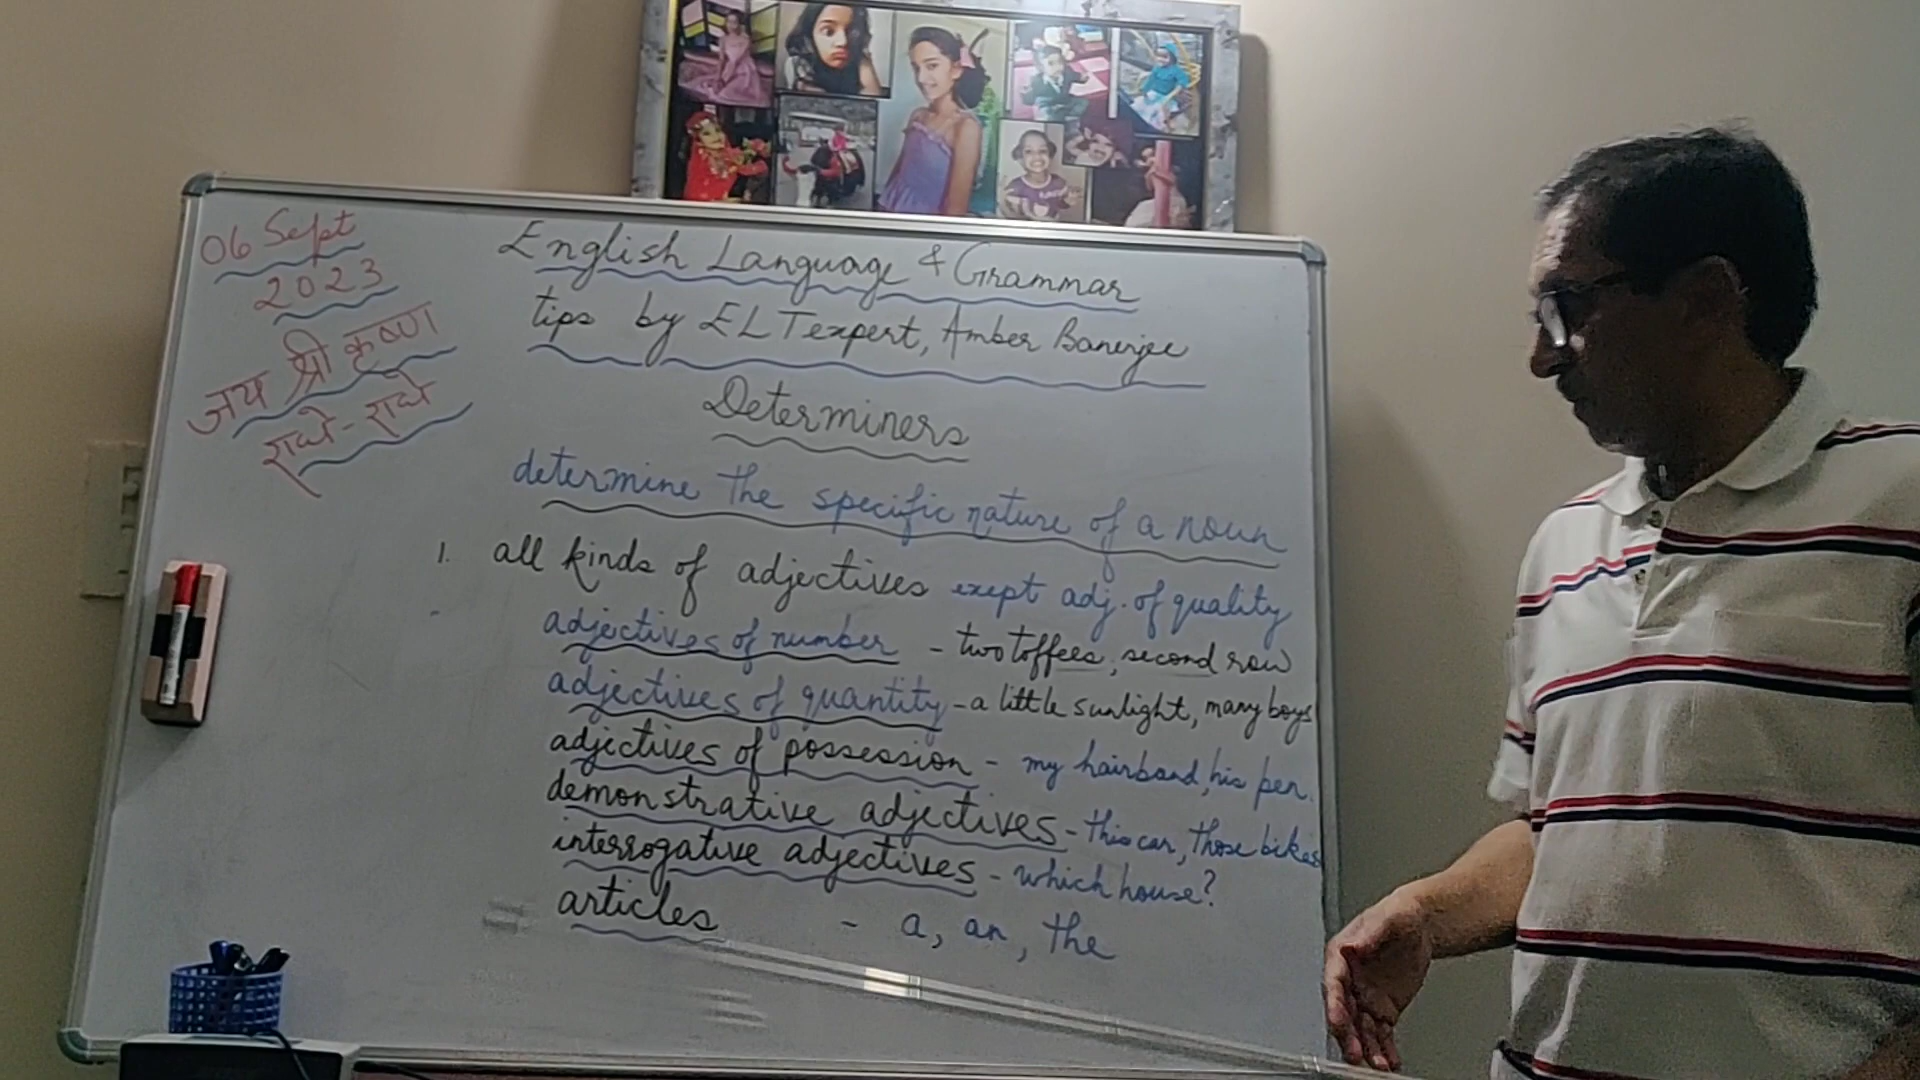 06 Sept
2023
जय श्री कृष्ण
राधे-राधे
English Language & Grammar
tips by ELTexpert, Amber Banerjee
Determiners
determine the specific nature of a noun
1. all kinds of adjectives exept adj. of quality
adjectives of number - two toffees, second row
adjectives of quantity - a little sunlight, many boys
adjectives of possession - my hairband, his pen.
demonstrative adjectives - this car, those bikes
interrogative adjectives - which house?
articles - a, an, the